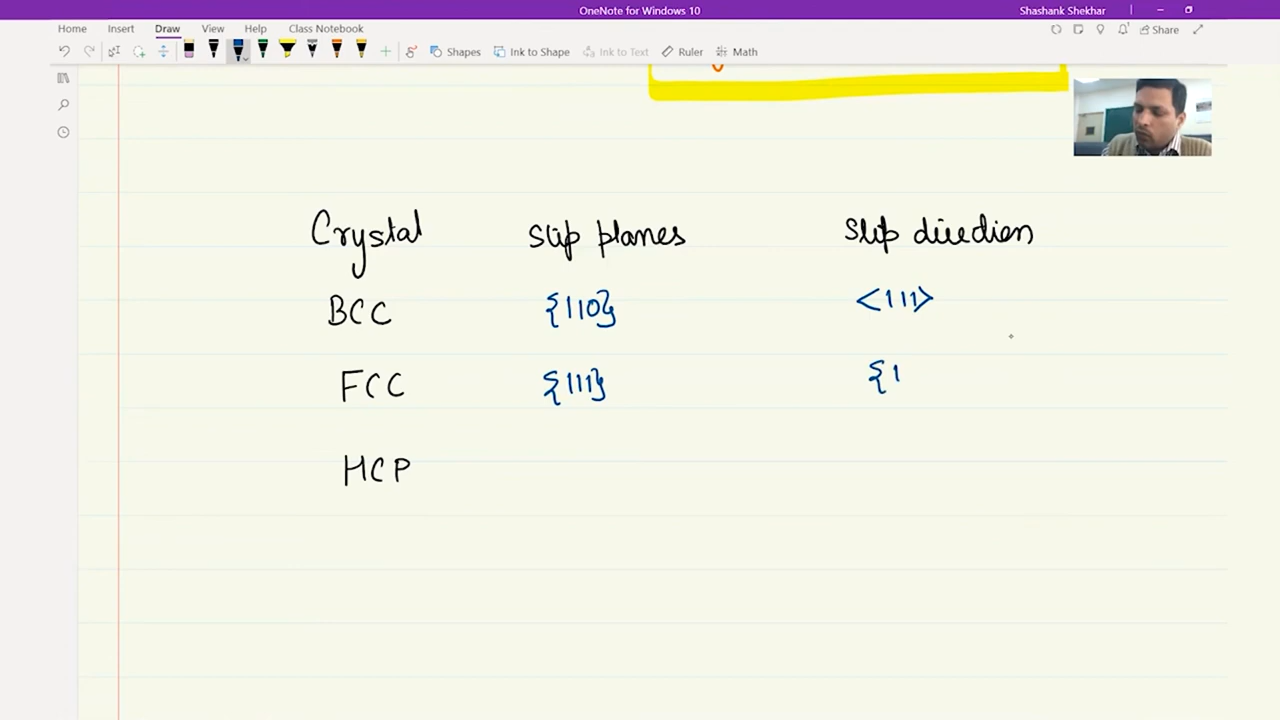 OneNote for Windows 10
Shashank Shekhar
Home Insert Draw View Help Class Notebook
Shapes Ink to Shape Ink to Text Ruler Math Share
Crystal slip planes slip direction
BCC {110} <111>
FCC {111} {1
HCP